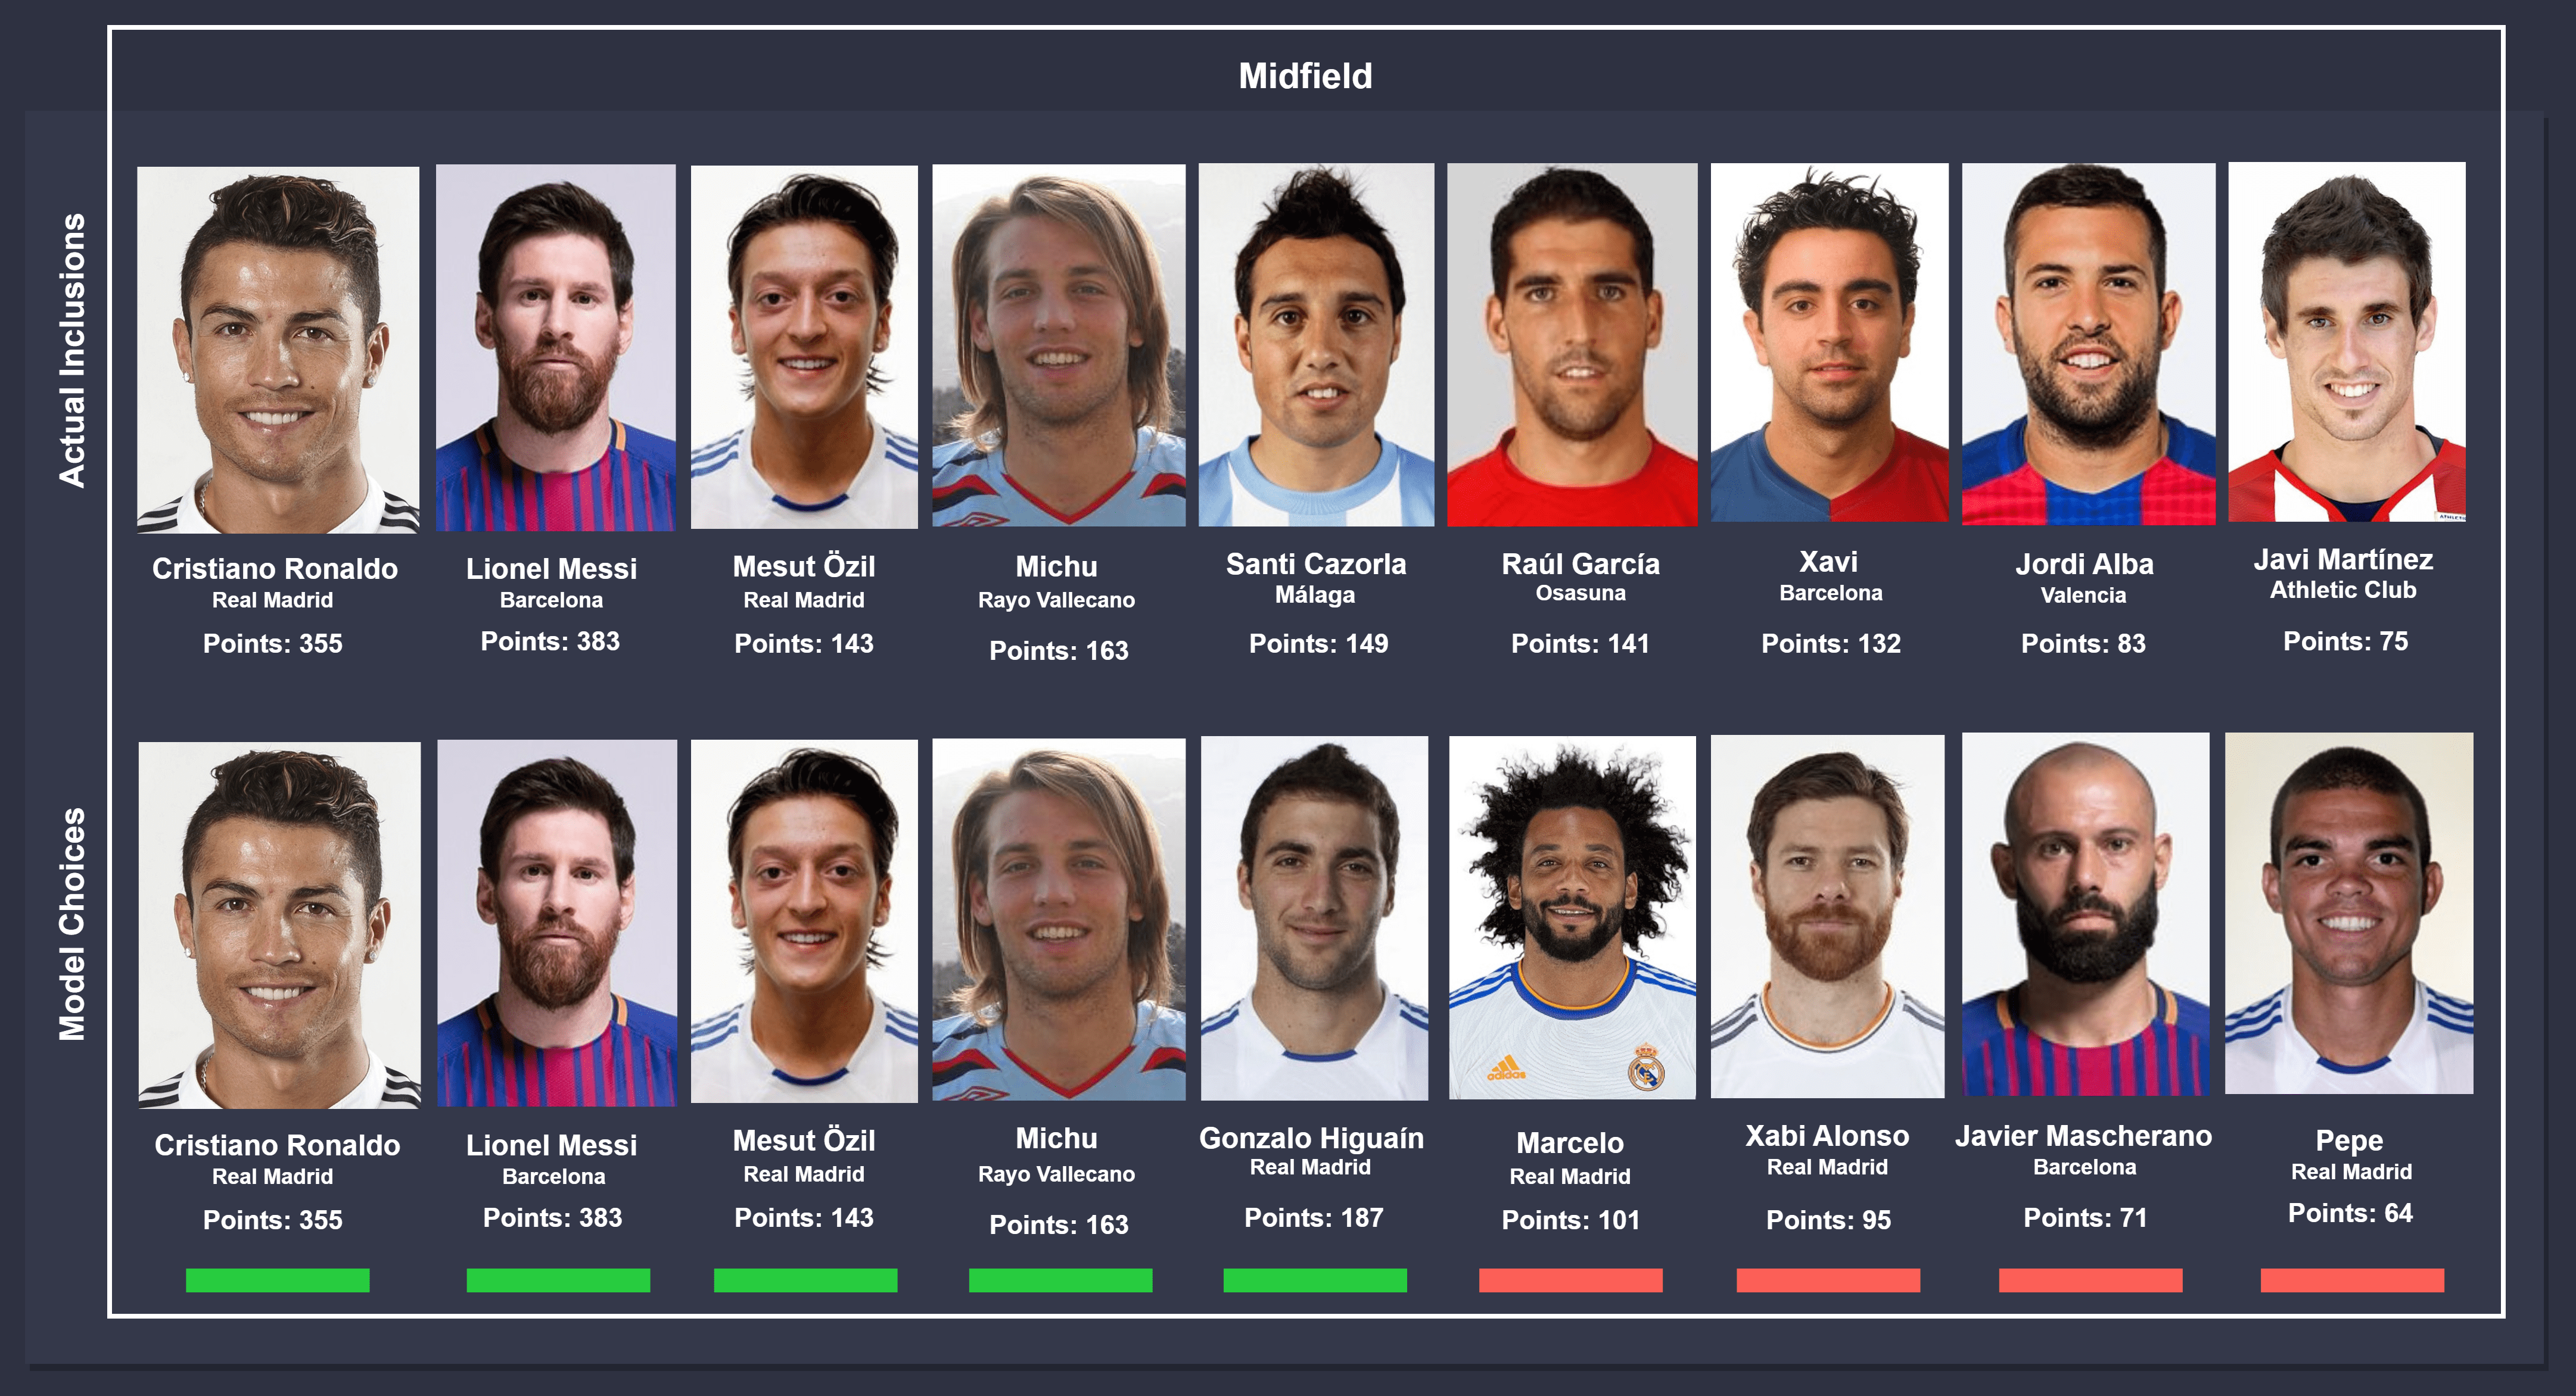 Midfield
Actual Inclusions
Cristiano Ronaldo
Real Madrid
Points: 355
Lionel Messi
Barcelona
Points: 383
Mesut Özil
Real Madrid
Points: 143
Michu
Rayo Vallecano
Points: 163
Santi Cazorla
Málaga
Points: 149
Raúl García
Osasuna
Points: 141
Xavi
Barcelona
Points: 132
Jordi Alba
Valencia
Points: 83
Javi Martínez
Athletic Club
Points: 75
Model Choices
Cristiano Ronaldo
Real Madrid
Points: 355
Lionel Messi
Barcelona
Points: 383
Mesut Özil
Real Madrid
Points: 143
Michu
Rayo Vallecano
Points: 163
Gonzalo Higuaín
Real Madrid
Points: 187
adidas
Marcelo
Real Madrid
Points: 101
Xabi Alonso
Real Madrid
Points: 95
Javier Mascherano
Barcelona
Points: 71
Pepe
Real Madrid
Points: 64